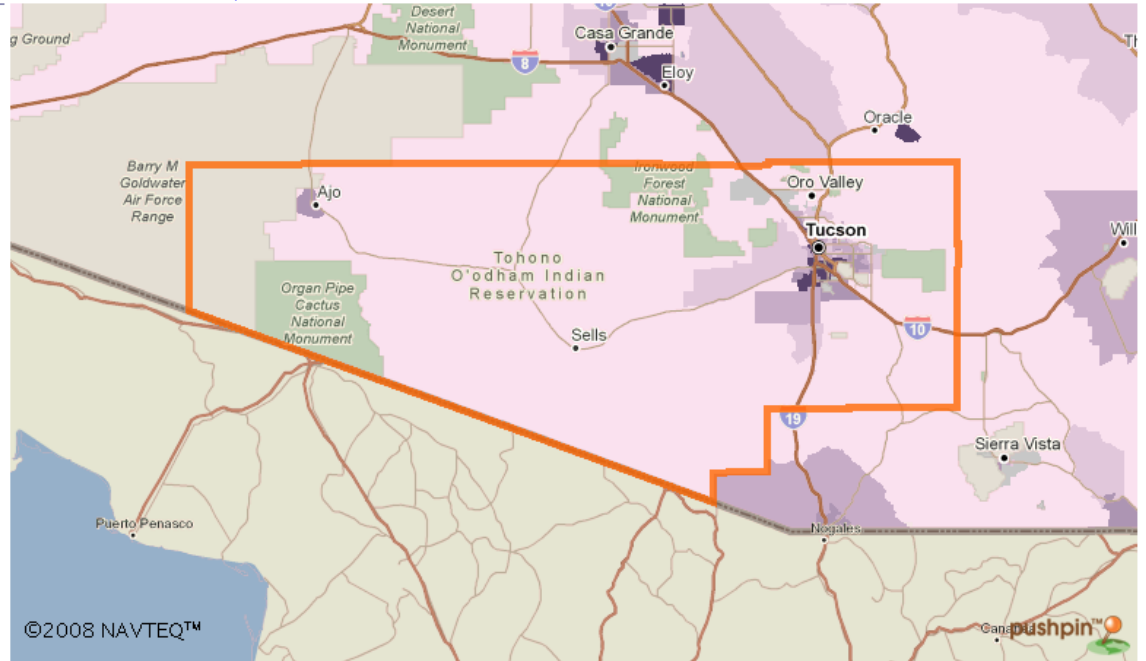 Desert
National
Monument
g Ground
Casa Grande
8
Eloy
Oracle
Barry M
Goldwater
Air Force
Range
Ajo
Ironwood
Forest
National
Monument
Oro Valley
Tucson
Will
Tohono
O'odham Indian
Reservation
Organ Pipe
Cactus
National
Monument
Sells
10
19
Sierra Vista
Puerto Penasco
Nogales
©2008 NAVTEQ™
pushpin™